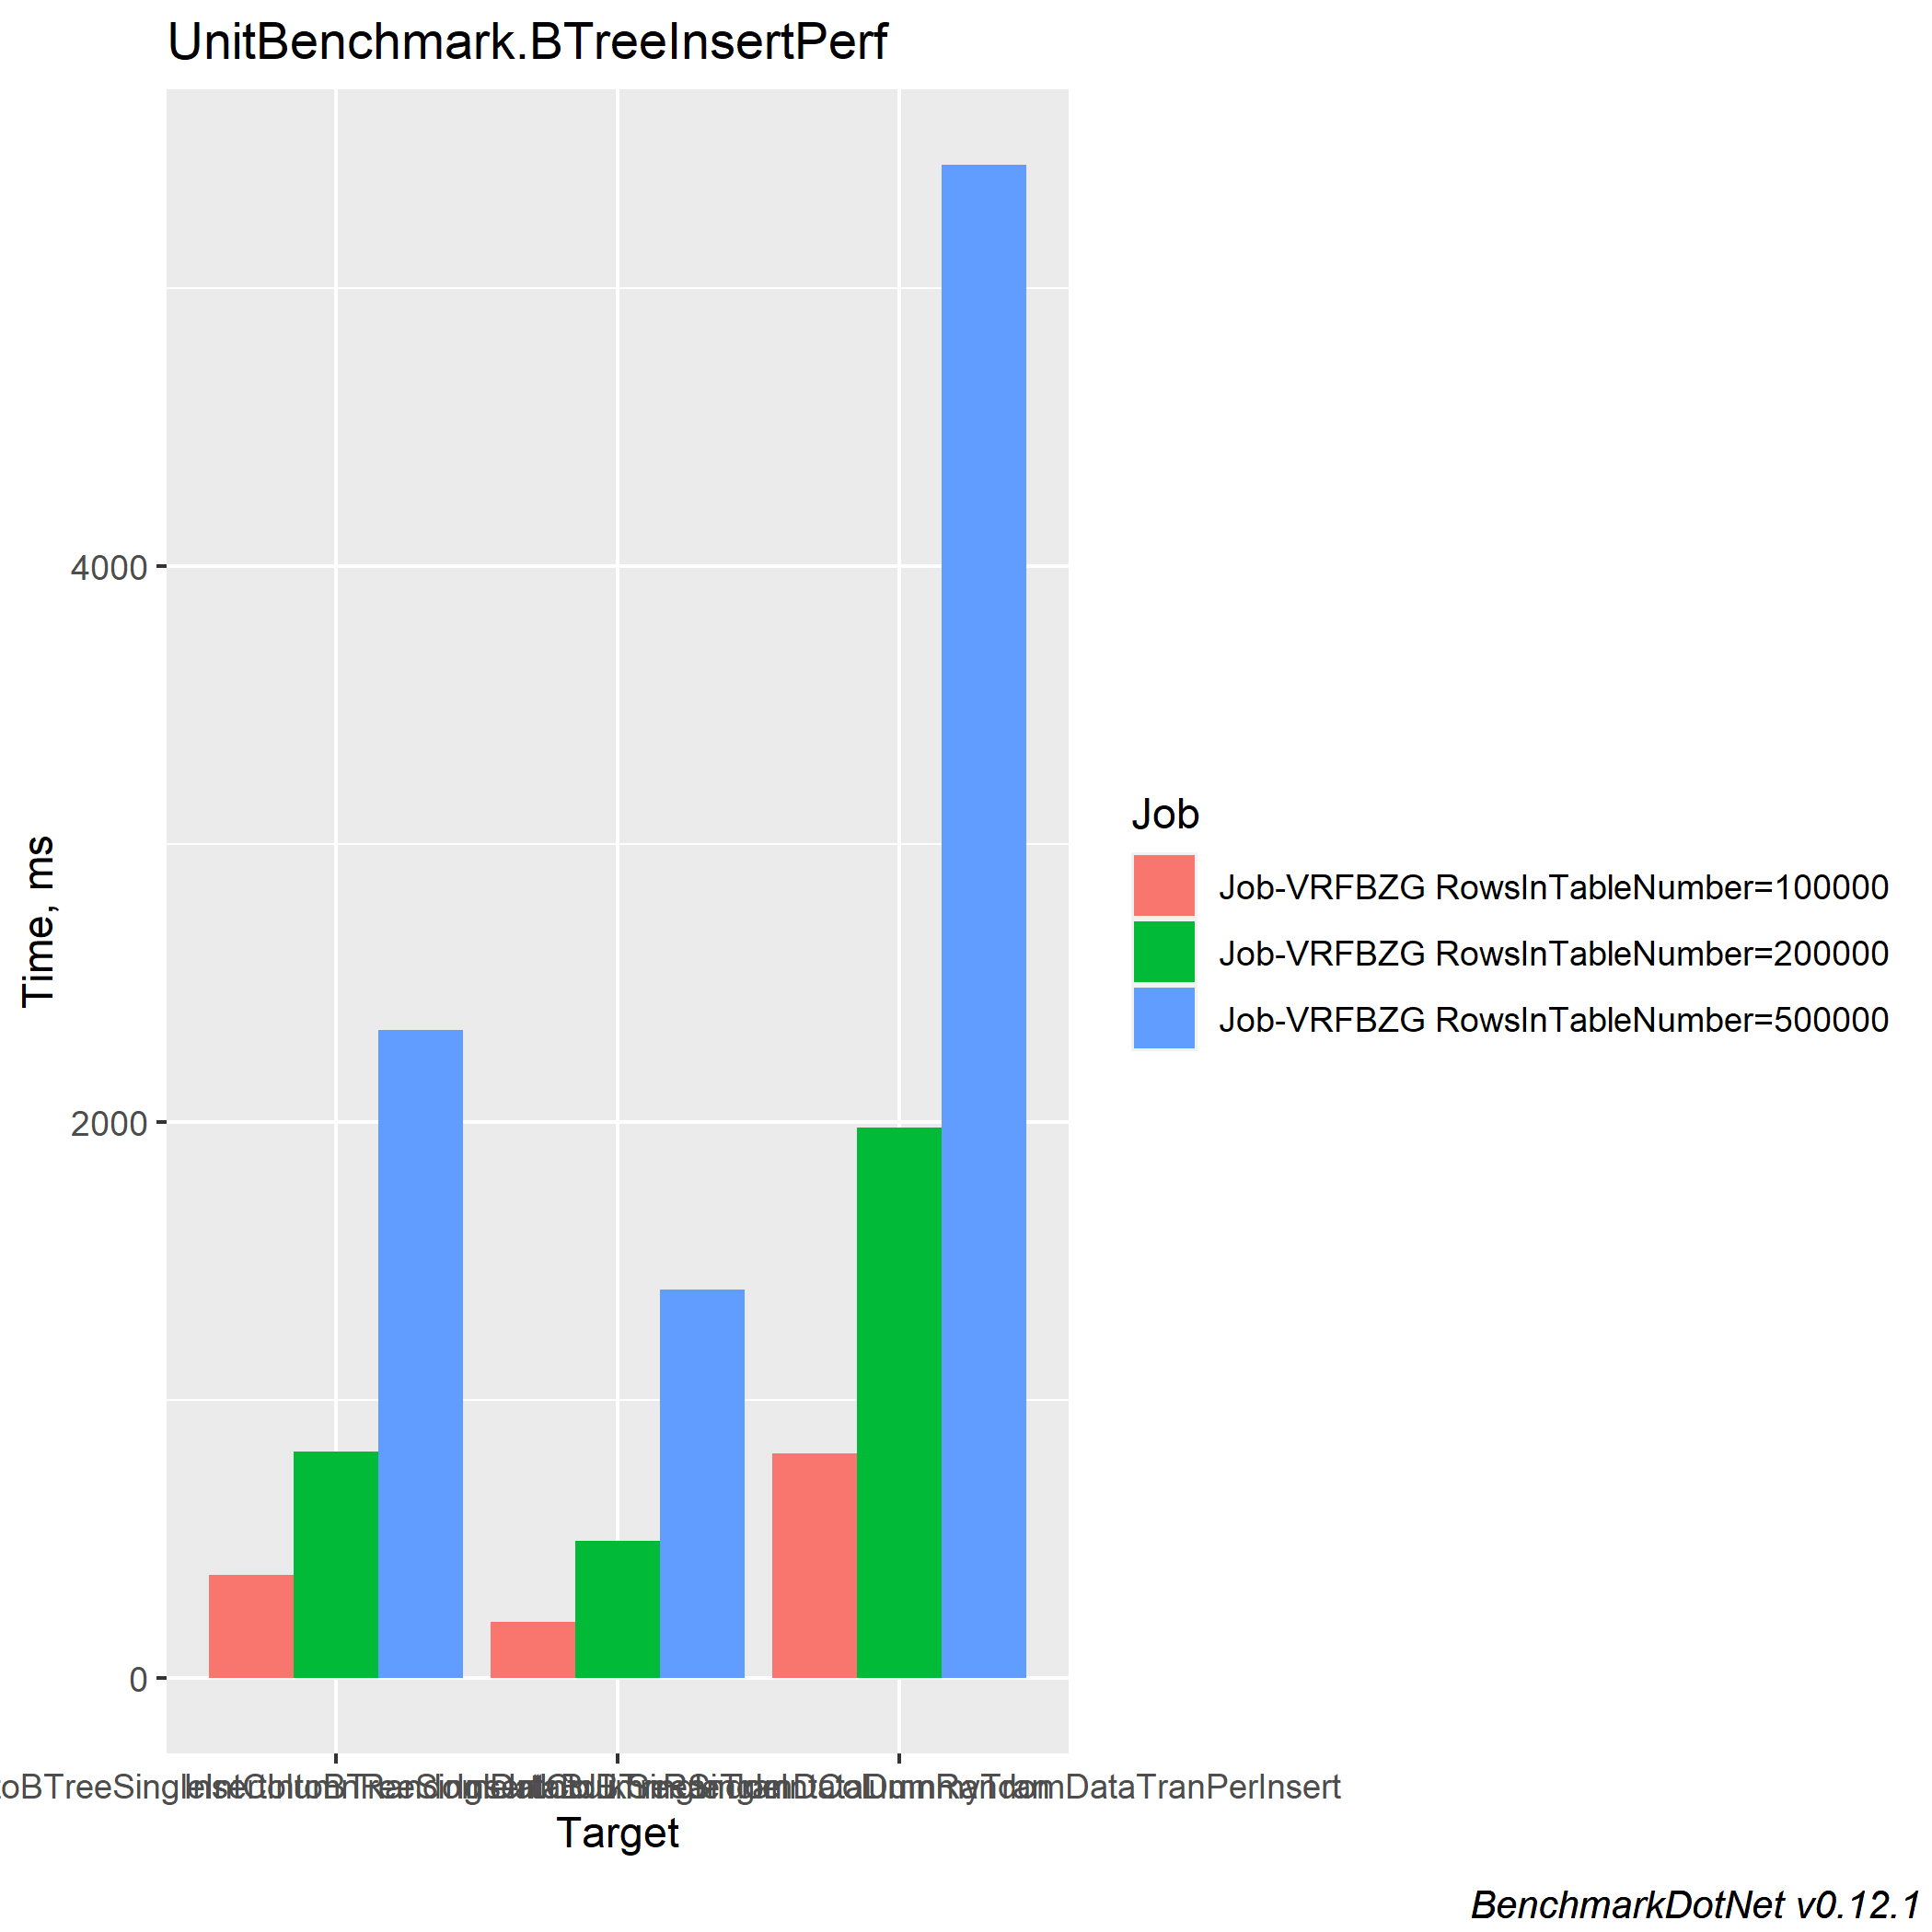 UnitBenchmark.BTreeInsertPerf
4000
2000
0
Time, ms
Job
Job-VRFBZG RowsInTableNumber=100000
Job-VRFBZG RowsInTableNumber=200000
Job-VRFBZG RowsInTableNumber=500000
Target
BenchmarkDotNet v0.12.1